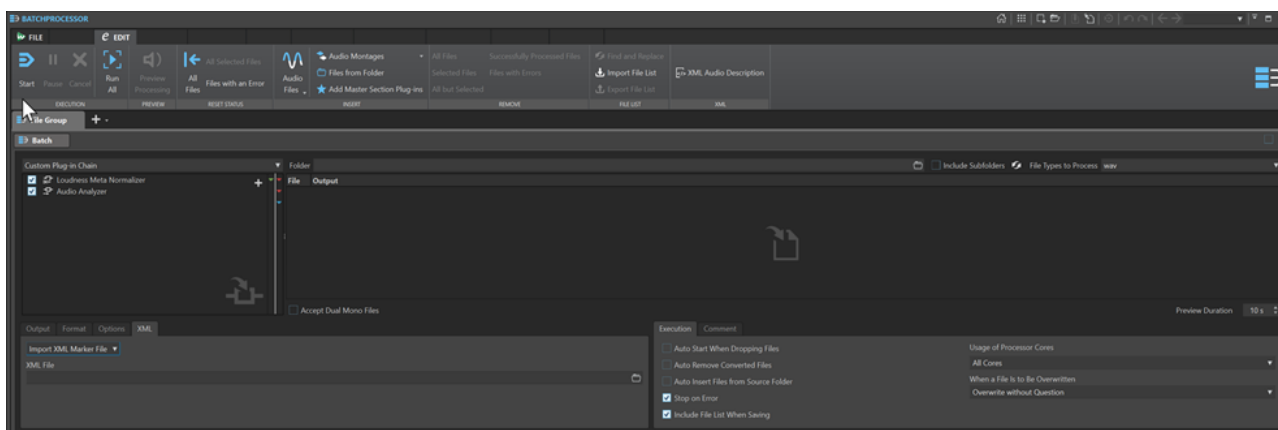 BATCHPROCESSOR
FILE
EDIT
Start Pause Cancel Run All
Preview Processing
All Files
All Selected Files
Files with an Error
Audio Files
Audio Montages
Files from Folder
Add Master Section Plug-ins
All Files Successfully Processed Files
Selected Files Files with Errors
All but Selected
Find and Replace
Import File List
Export File List
XML Audio Description
EXECUTION PREVIEW RESET STATUS INSERT REMOVE FILE LIST XML
File Group
Batch
Custom Plug-in Chain
Folder
Include Subfolders
File Types to Process wav
Loudness Meta Normalizer
Audio Analyzer
File Output
Accept Dual Mono Files
Preview Duration 10 s
Output Format Options XML
Import XML Marker File
XML File
Execution Comment
Auto Start When Dropping Files
Auto Remove Converted Files
Auto Insert Files from Source Folder
Stop on Error
Include File List When Saving
Usage of Processor Cores
All Cores
When a File Is to Be Overwritten
Overwrite without Question